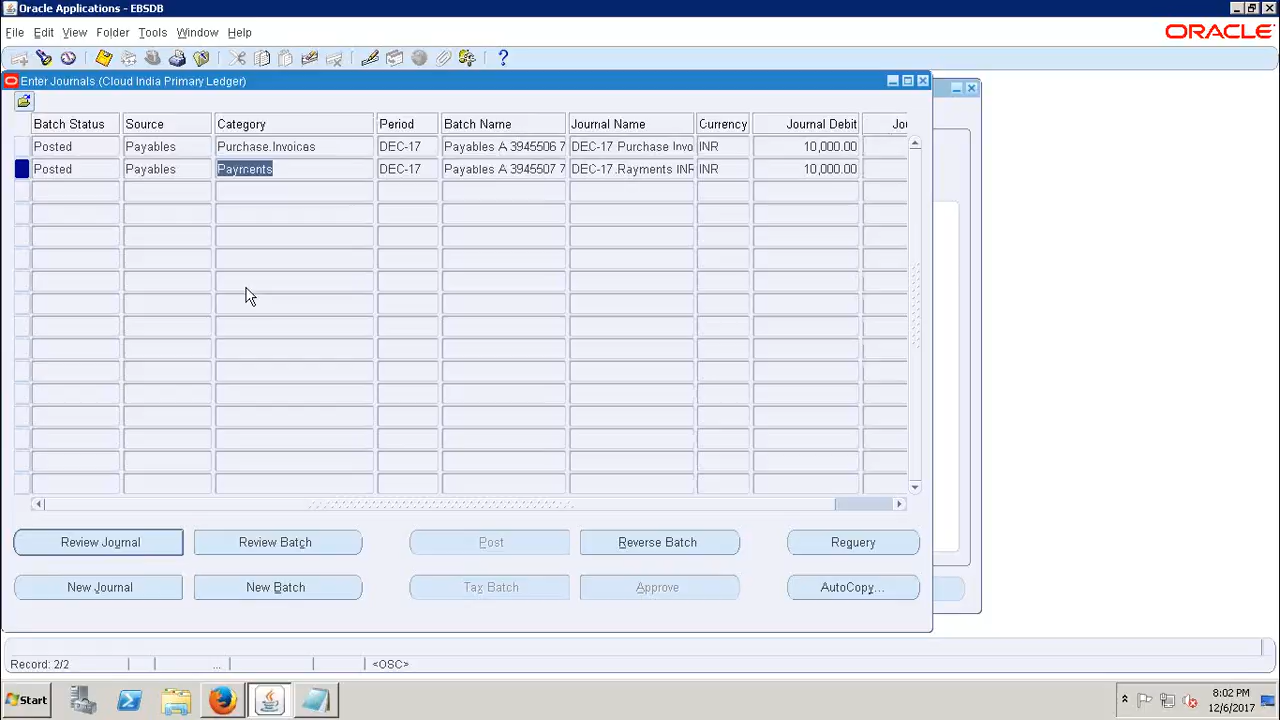 Oracle Applications - EBSDB
File Edit View Folder Tools Window Help
ORACLE
Enter Journals (Cloud India Primary Ledger)
Batch Status Source Category Period Batch Name Journal Name Currency Journal Debit Jou
Posted Payables Purchase Invoices DEC-17 Payables A 3945506 7 DEC-17 Purchase Invo INR 10,000.00
Posted Payables Payments DEC-17 Payables A 3945507 7 DEC-17 Payments INR INR 10,000.00
Review Journal Review Batch Post Reverse Batch Requery
New Journal New Batch Tax Batch Approve AutoCopy...
Record: 2/2 ... <OSC>
Start
8:02 PM
12/6/2017